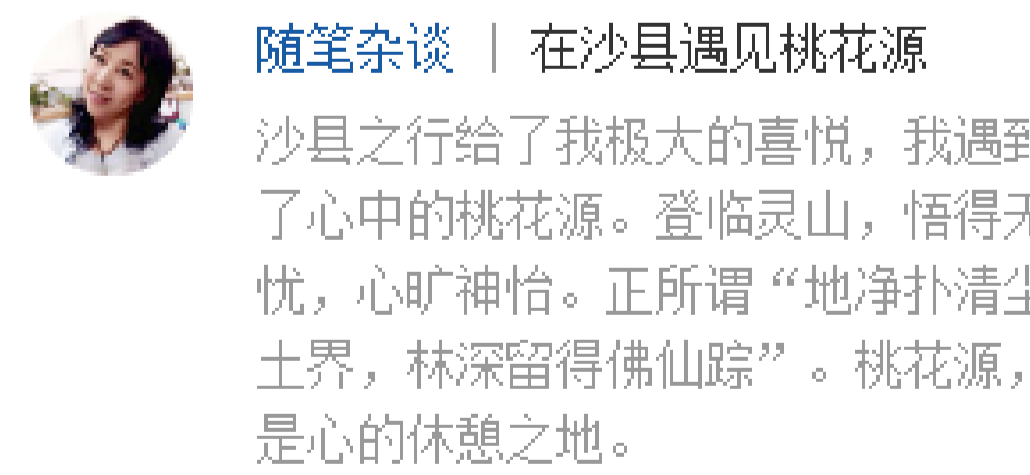 随笔杂谈 | 在沙县遇见桃花源
沙县之行给了我极大的喜悦，我遇到
了心中的桃花源。登临灵山，悟得无
忧，心旷神怡。正所谓“地净扑清尘
土界，林深留得佛仙踪”。桃花源，
是心的休憩之地。